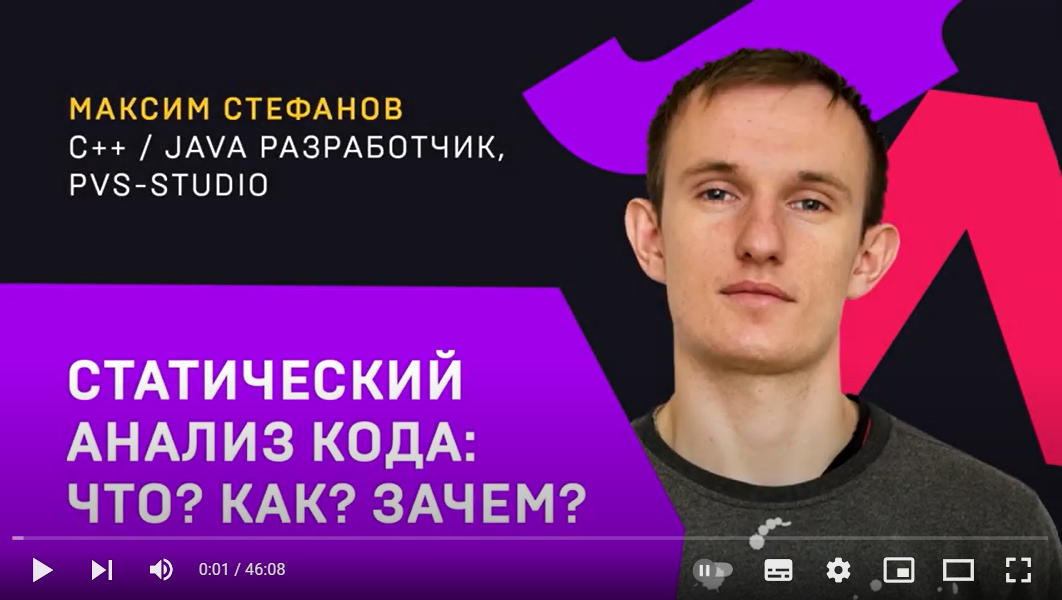 МАКСИМ СТЕФАНОВ
C++ / JAVA РАЗРАБОТЧИК,
PVS-STUDIO
СТАТИЧЕСКИЙ
АНАЛИЗ КОДА:
ЧТО? КАК? ЗАЧЕМ?
0:01 / 46:08